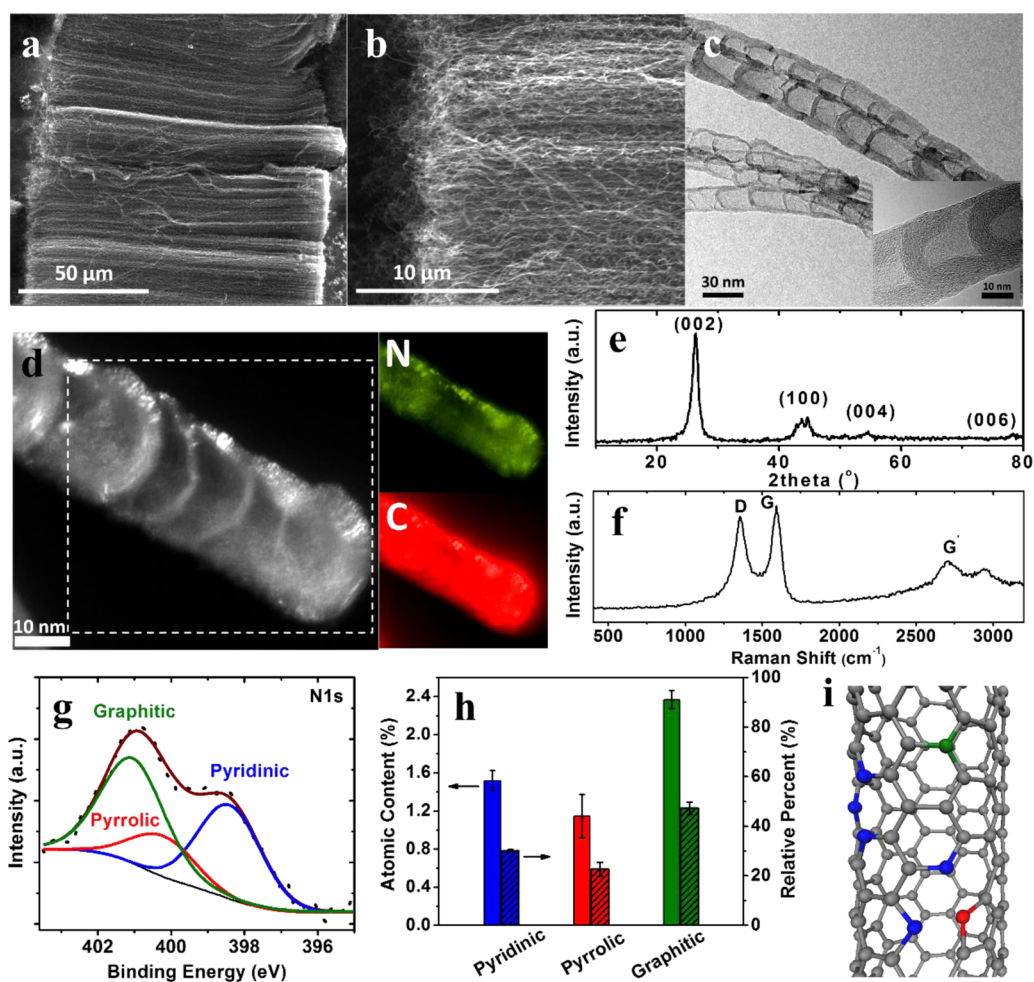 a
50 μm
b
10 μm
c
30 nm
10 nm
d
10 nm
N
C
e
Intensity (a.u.)
(002)
(100)
(004)
(006)
20
40
60
80
2theta (°)
f
Intensity (a.u.)
D
G
G'
500
1000
1500
2000
2500
3000
Raman Shift (cm⁻¹)
g
N1s
Graphitic
Pyridinic
Pyrrolic
Intensity (a.u.)
402
400
398
396
Binding Energy (eV)
h
Atomic Content (%)
2.4
2.0
1.6
1.2
0.8
0.4
0.0
100
80
60
40
20
0
Relative Percent (%)
Pyridinic
Pyrrolic
Graphitic
i